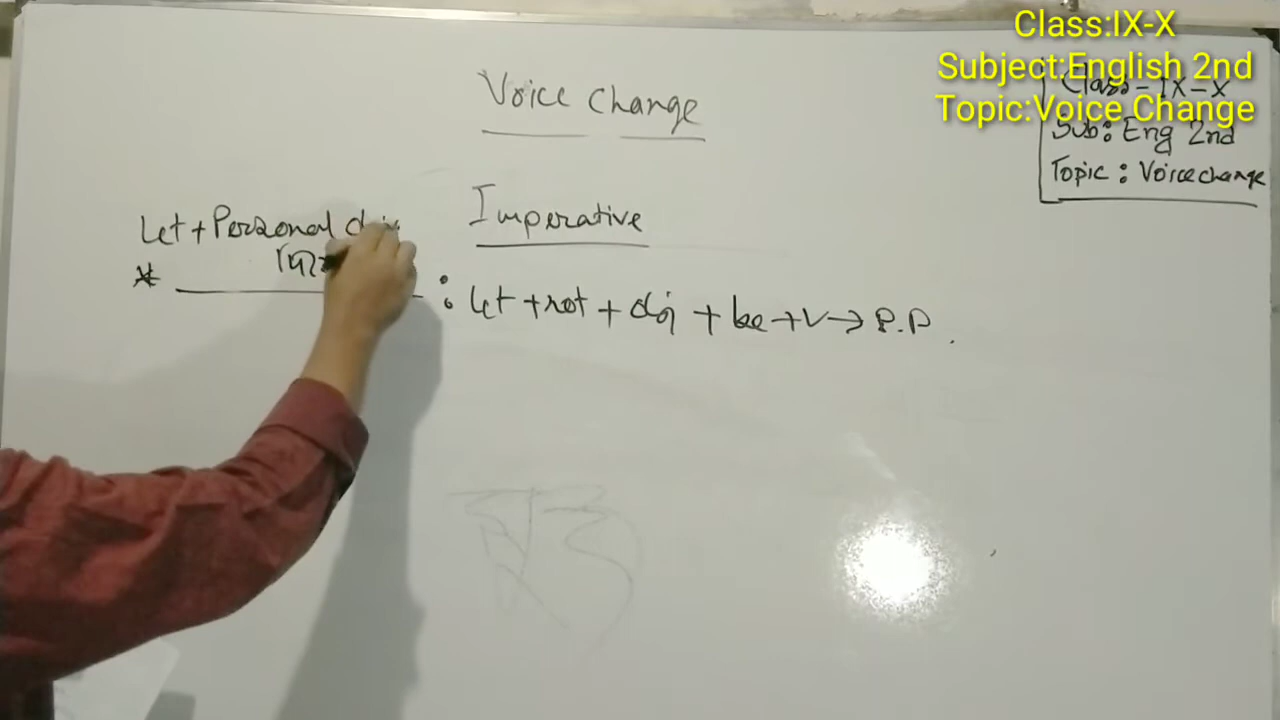 Class:IX-X
Subject:English 2nd
Topic:Voice Change
Voice change
Class - IX-X
Sub: Eng 2nd
Topic : Voice change
Imperative
Let + Personal
* : Let + not + obj + be + V → P.P.